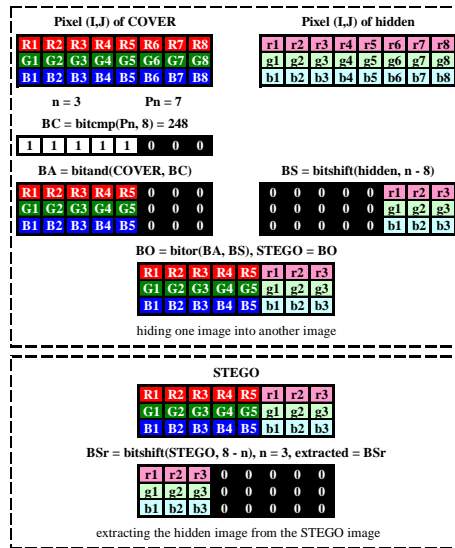 Pixel (I,J) of COVER Pixel (I,J) of hidden
R1 R2 R3 R4 R5 R6 R7 R8 r1 r2 r3 r4 r5 r6 r7 r8
G1 G2 G3 G4 G5 G6 G7 G8 g1 g2 g3 g4 g5 g6 g7 g8
B1 B2 B3 B4 B5 B6 B7 B8 b1 b2 b3 b4 b5 b6 b7 b8
n = 3 Pn = 7
BC = bitcmp(Pn, 8) = 248
1 1 1 1 1 0 0 0
BA = bitand(COVER, BC) BS = bitshift(hidden, n - 8)
R1 R2 R3 R4 R5 0 0 0 0 0 0 0 0 r1 r2 r3
G1 G2 G3 G4 G5 0 0 0 0 0 0 0 0 g1 g2 g3
B1 B2 B3 B4 B5 0 0 0 0 0 0 0 0 b1 b2 b3
BO = bitor(BA, BS), STEGO = BO
R1 R2 R3 R4 R5 r1 r2 r3
G1 G2 G3 G4 G5 g1 g2 g3
B1 B2 B3 B4 B5 b1 b2 b3
hiding one image into another image
STEGO
R1 R2 R3 R4 R5 r1 r2 r3
G1 G2 G3 G4 G5 g1 g2 g3
B1 B2 B3 B4 B5 b1 b2 b3
BSr = bitshift(STEGO, 8 - n), n = 3, extracted = BSr
r1 r2 r3 0 0 0 0 0
g1 g2 g3 0 0 0 0 0
b1 b2 b3 0 0 0 0 0
extracting the hidden image from the STEGO image